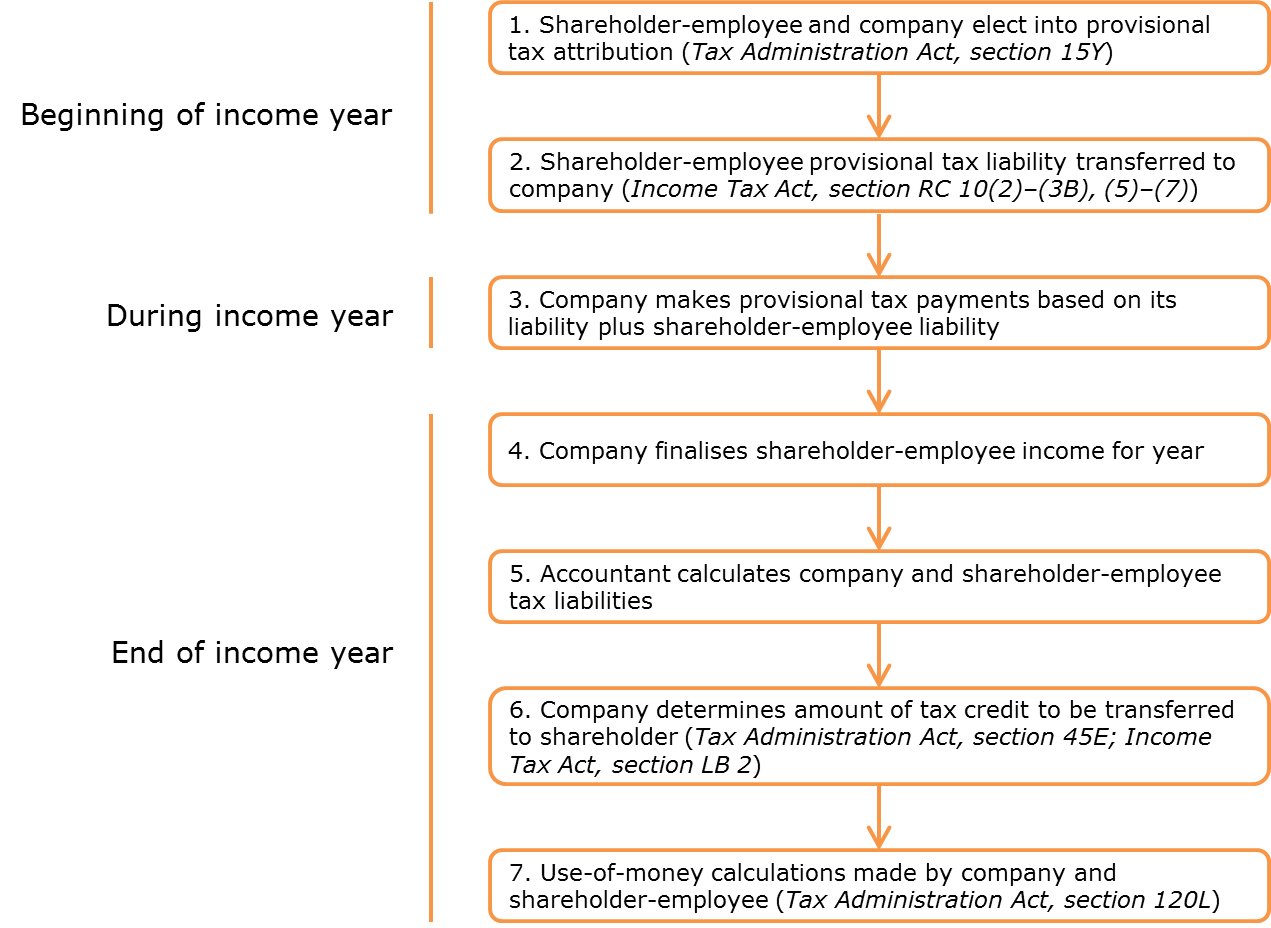 Beginning of income year
1. Shareholder-employee and company elect into provisional
tax attribution (Tax Administration Act, section 15Y)
2. Shareholder-employee provisional tax liability transferred to
company (Income Tax Act, section RC 10(2)–(3B), (5)–(7))
During income year
3. Company makes provisional tax payments based on its
liability plus shareholder-employee liability
End of income year
4. Company finalises shareholder-employee income for year
5. Accountant calculates company and shareholder-employee
tax liabilities
6. Company determines amount of tax credit to be transferred
to shareholder (Tax Administration Act, section 45E; Income
Tax Act, section LB 2)
7. Use-of-money calculations made by company and
shareholder-employee (Tax Administration Act, section 120L)